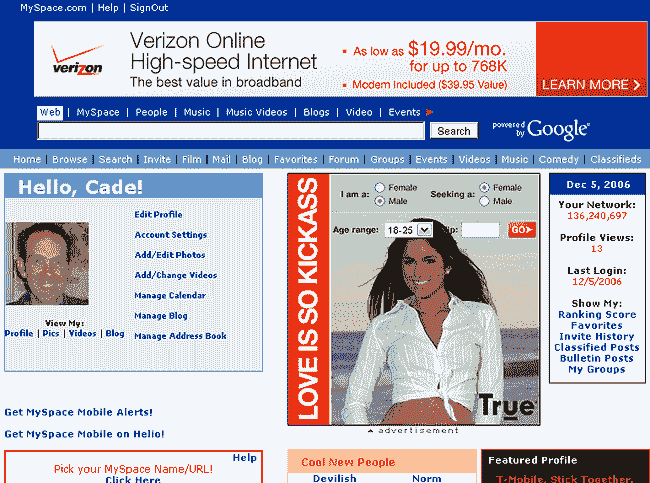 MySpace.com | Help | SignOut
verizon
Verizon Online
High-speed Internet
The best value in broadband
As low as $19.99/mo.
for up to 768K
Modem Included ($39.95 Value)
LEARN MORE
Web | MySpace | People | Music | Music Videos | Blogs | Video | Events
Search
powered by Google
Home | Browse | Search | Invite | Film | Mail | Blog | Favorites | Forum | Groups | Events | Videos | Music | Comedy | Classifieds
Hello, Cade!
Edit Profile
Account Settings
Add/Edit Photos
Add/Change Videos
Manage Calendar
Manage Blog
Manage Address Book
View My:
Profile | Pics | Videos | Blog
Get MySpace Mobile Alerts!
Get MySpace Mobile on Helio!
Help
Pick your MySpace Name/URL!
Click Here
LOVE IS SO KICKASS
I am a: Female Male
Seeking a: Female Male
Age range: 18-25 Zip: GO
True
advertisement
Cool New People
Devilish Norm
Dec 5, 2006
Your Network:
136,240,697
Profile Views:
13
Last Login:
12/5/2006
Show My:
Ranking Score
Favorites
Invite History
Classified Posts
Bulletin Posts
My Groups
Featured Profile
T-Mobile. Stick Together.